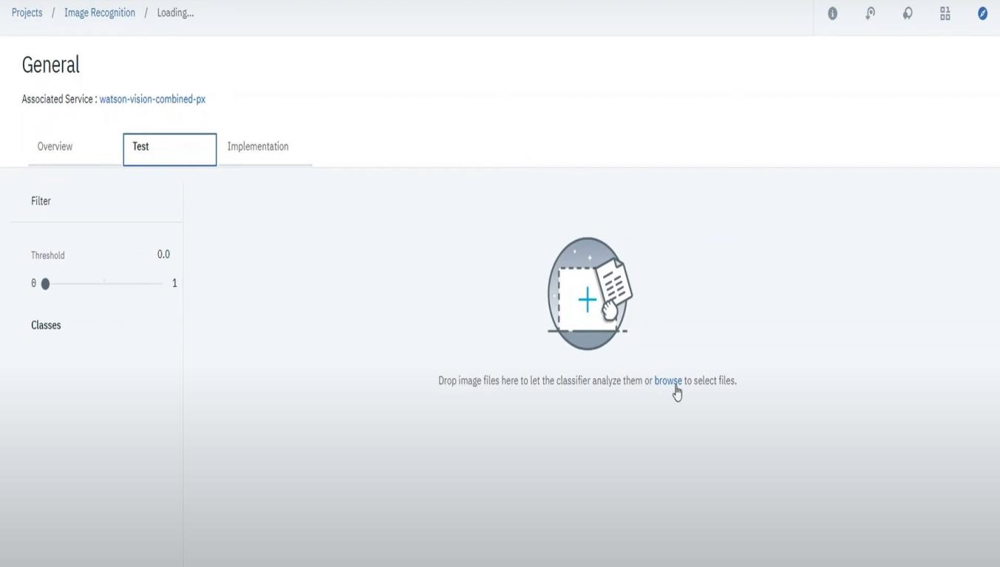 Projects / Image Recognition / Loading...
General
Associated Service : watson-vision-combined-px
Overview Test Implementation
Filter
Threshold 0.0
0 1
Classes
Drop image files here to let the classifier analyze them or browse to select files.